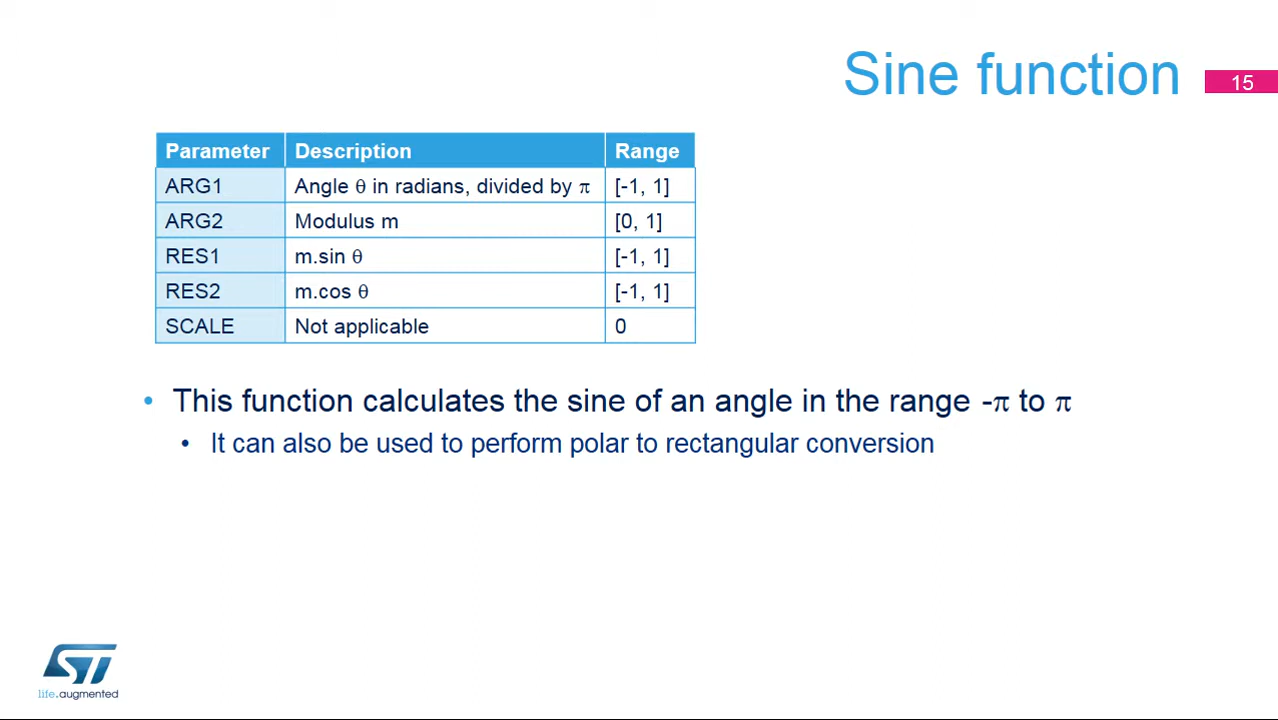 Sine function
15
Parameter Description Range
ARG1 Angle θ in radians, divided by π [-1, 1]
ARG2 Modulus m [0, 1]
RES1 m.sin θ [-1, 1]
RES2 m.cos θ [-1, 1]
SCALE Not applicable 0
• This function calculates the sine of an angle in the range -π to π
• It can also be used to perform polar to rectangular conversion
ST
life.augmented